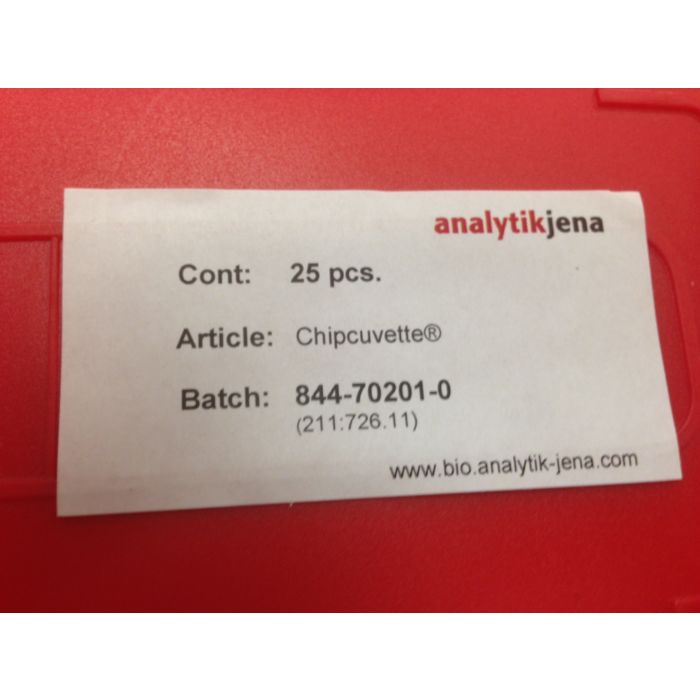 analytikjena
Cont: 25 pcs.
Article: Chipcuvette®
Batch: 844-70201-0
(211:726.11)
www.bio.analytik-jena.com